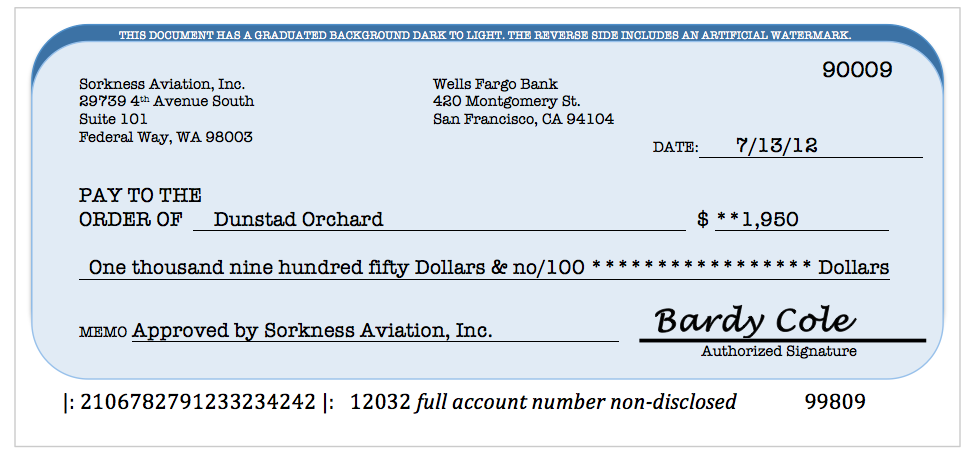 THIS DOCUMENT HAS A GRADUATED BACKGROUND DARK TO LIGHT. THE REVERSE SIDE INCLUDES AN ARTIFICIAL WATERMARK.
90009
Sorkness Aviation, Inc.
29739 4th Avenue South
Suite 101
Federal Way, WA 98003
Wells Fargo Bank
420 Montgomery St.
San Francisco, CA 94104
DATE: 7/13/12
PAY TO THE
ORDER OF Dunstad Orchard $ **1,950
One thousand nine hundred fifty Dollars & no/100 ***************** Dollars
MEMO Approved by Sorkness Aviation, Inc.
Bardy Cole
Authorized Signature
|: 2106782791233234242 |: 12032 full account number non-disclosed 99809